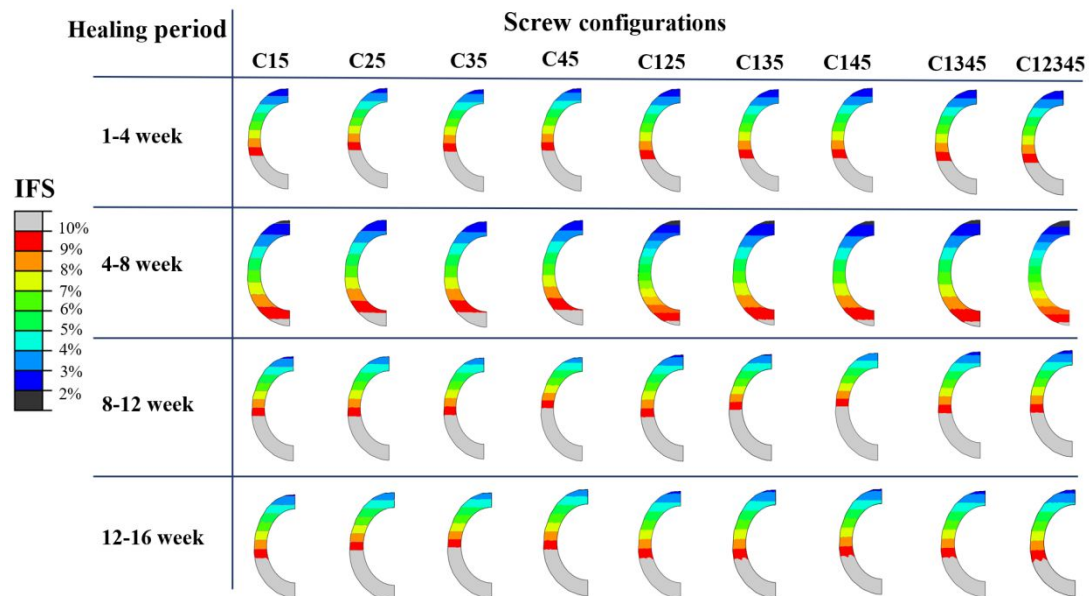 Healing period
Screw configurations
C15 C25 C35 C45 C125 C135 C145 C1345 C12345
1-4 week
IFS
10%
9%
8%
7%
6%
5%
4%
3%
2%
4-8 week
8-12 week
12-16 week